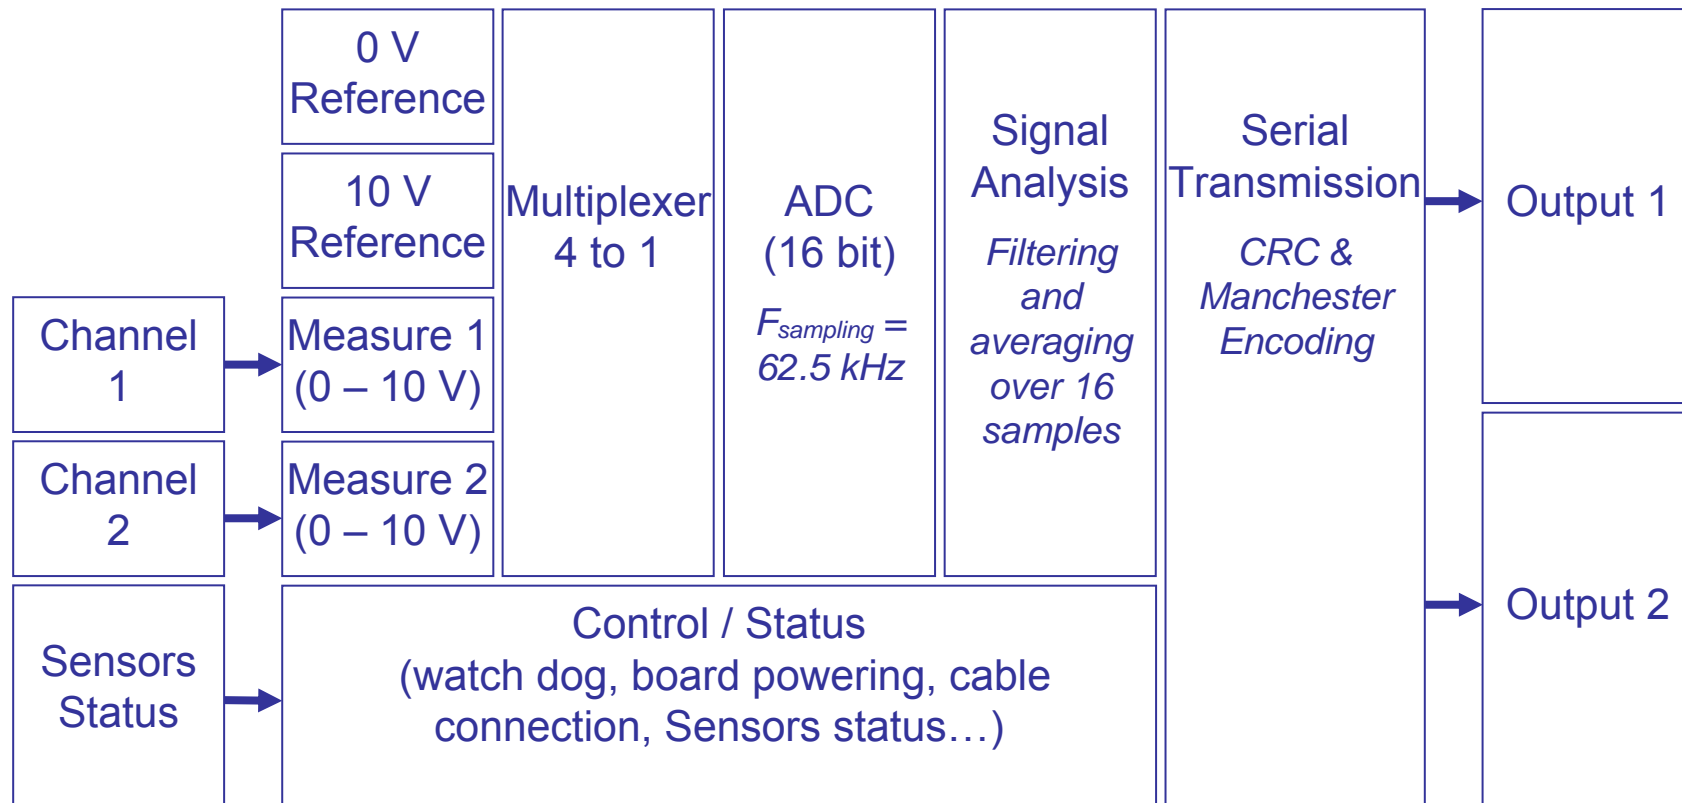 0 V
Reference
10 V
Reference
Channel
1
Measure 1
(0 – 10 V)
Channel
2
Measure 2
(0 – 10 V)
Multiplexer
4 to 1
ADC
(16 bit)
Fsampling =
62.5 kHz
Signal
Analysis
Filtering
and
averaging
over 16
samples
Serial
Transmission
CRC &
Manchester
Encoding
Output 1
Output 2
Sensors
Status
Control / Status
(watch dog, board powering, cable
connection, Sensors status…)